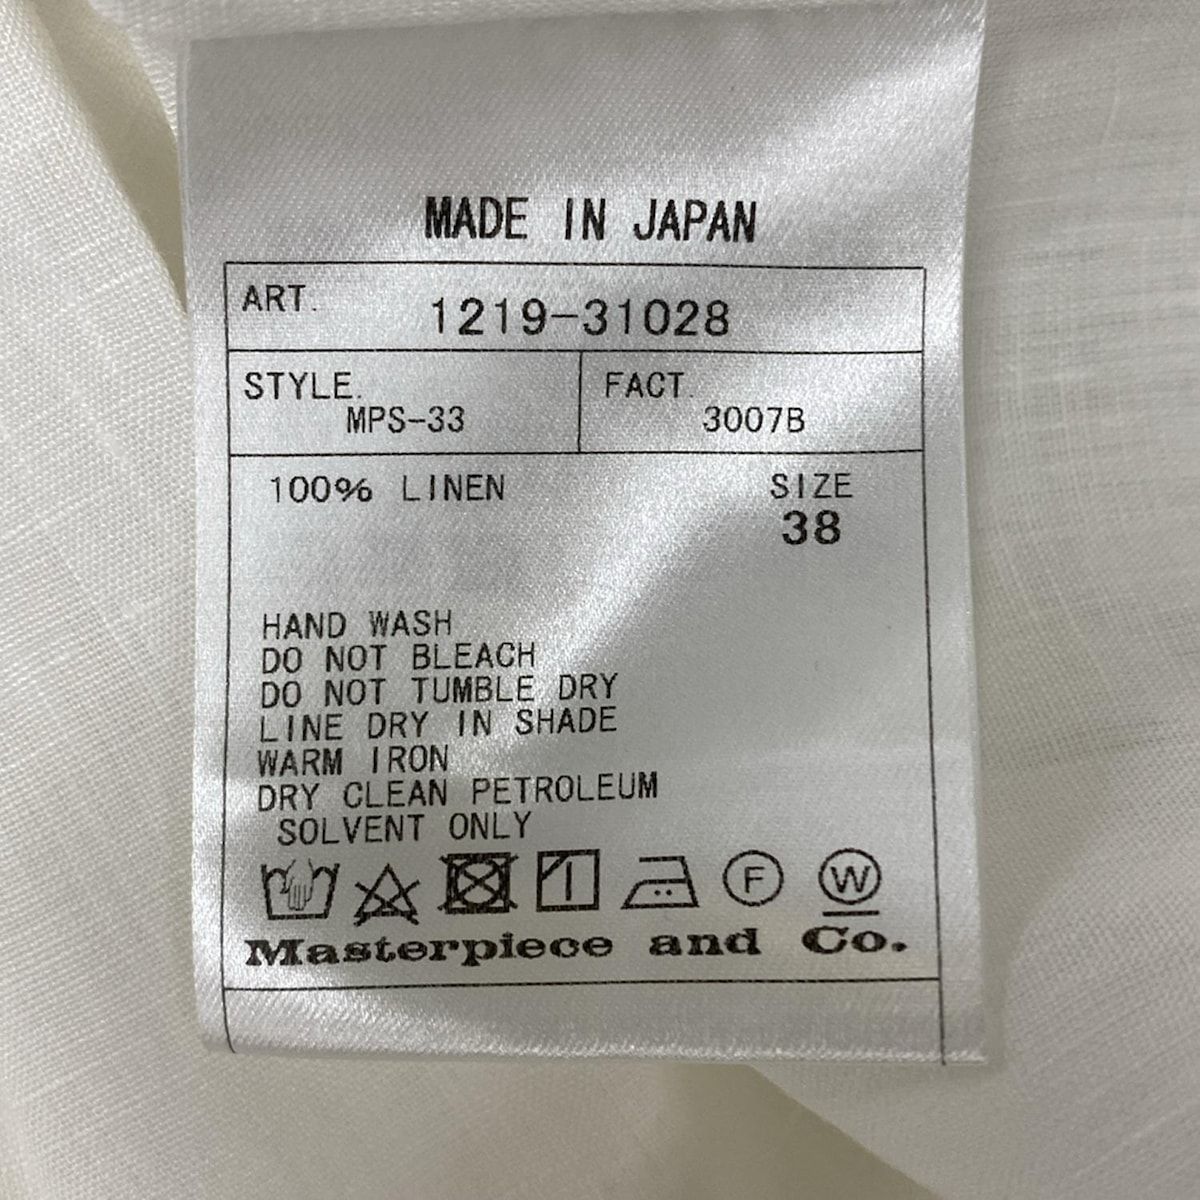 MADE IN JAPAN
ART. 1219-31028
STYLE. FACT.
MPS-33 3007B
100% LINEN SIZE
38
HAND WASH
DO NOT BLEACH
DO NOT TUMBLE DRY
LINE DRY IN SHADE
WARM IRON
DRY CLEAN PETROLEUM
SOLVENT ONLY
F W
Masterpiece and Co.